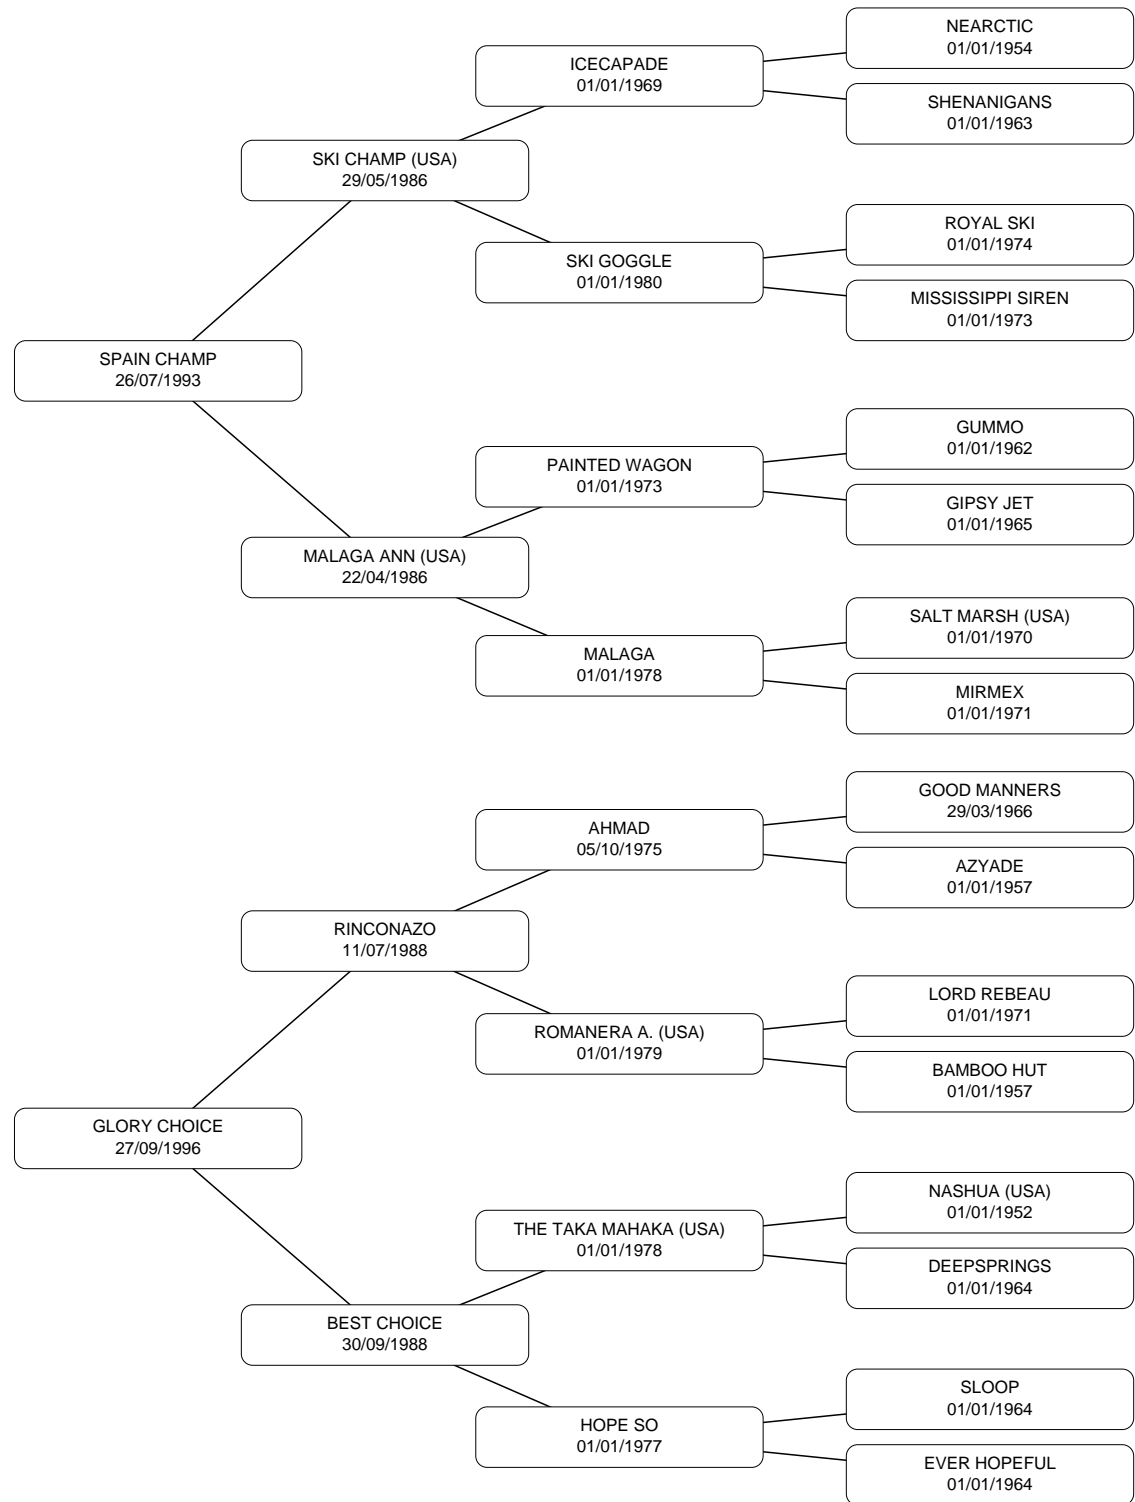 NEARCTIC
01/01/1954
ICECAPADE
01/01/1969
SHENANIGANS
01/01/1963
SKI CHAMP (USA)
29/05/1986
ROYAL SKI
01/01/1974
SKI GOGGLE
01/01/1980
MISSISSIPPI SIREN
01/01/1973
SPAIN CHAMP
26/07/1993
GUMMO
01/01/1962
PAINTED WAGON
01/01/1973
GIPSY JET
01/01/1965
MALAGA ANN (USA)
22/04/1986
SALT MARSH (USA)
01/01/1970
MALAGA
01/01/1978
MIRMEX
01/01/1971
GOOD MANNERS
29/03/1966
AHMAD
05/10/1975
AZYADE
01/01/1957
RINCONAZO
11/07/1988
LORD REBEAU
01/01/1971
ROMANERA A. (USA)
01/01/1979
BAMBOO HUT
01/01/1957
GLORY CHOICE
27/09/1996
NASHUA (USA)
01/01/1952
THE TAKA MAHAKA (USA)
01/01/1978
DEEPSPRINGS
01/01/1964
BEST CHOICE
30/09/1988
SLOOP
01/01/1964
HOPE SO
01/01/1977
EVER HOPEFUL
01/01/1964